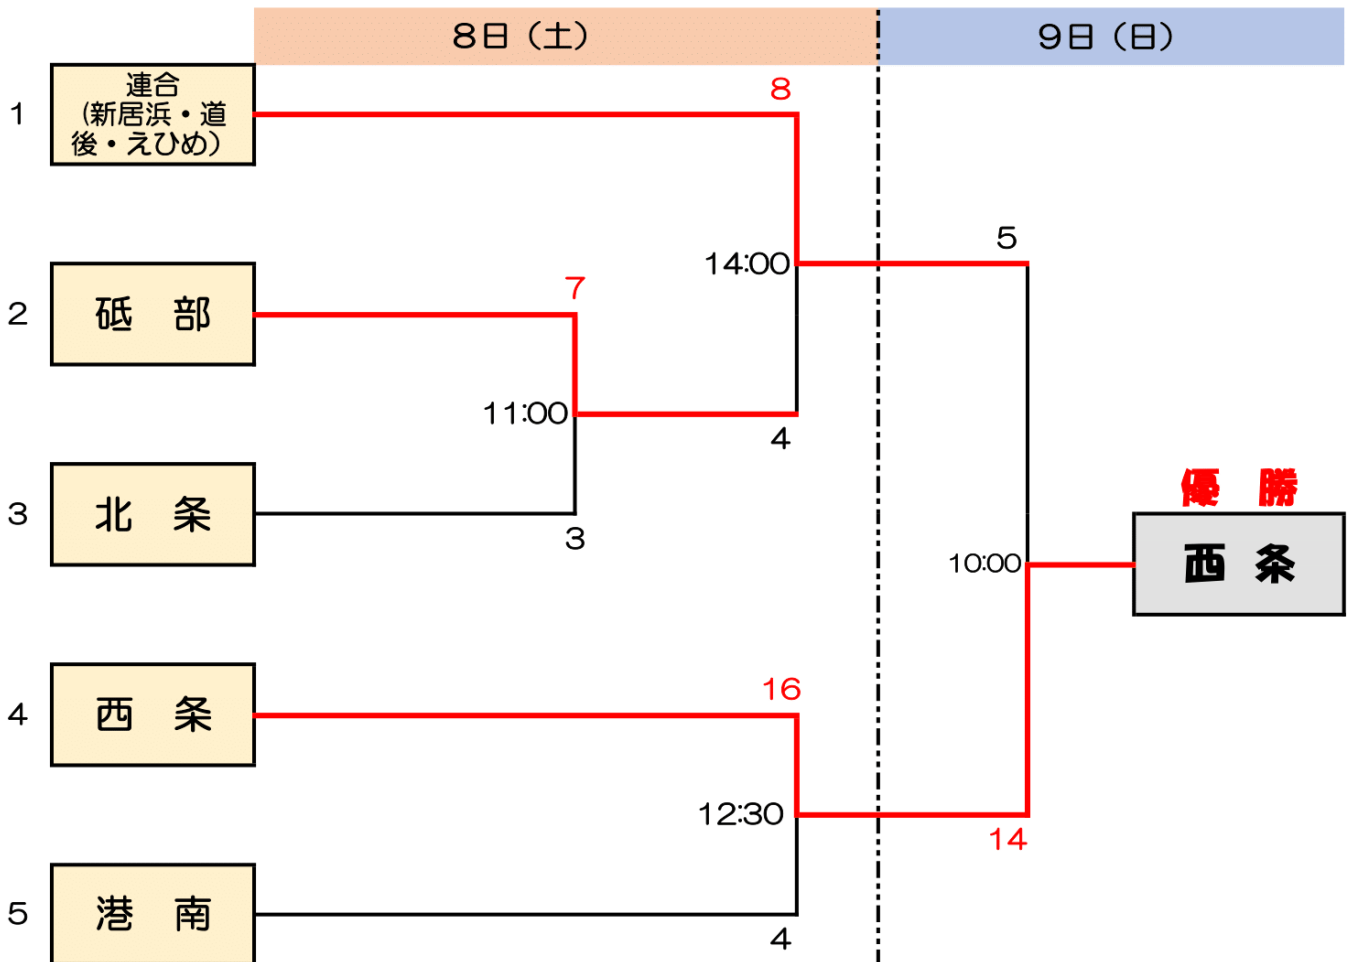 8日（土）
9日（日）
1
連合
（新居浜・道
後・えひめ）
8
14:00
5
2
砥　部
7
11:00
4
3
北　条
3
優　勝
西　条
10:00
4
西　条
16
12:30
14
5
港　南
4